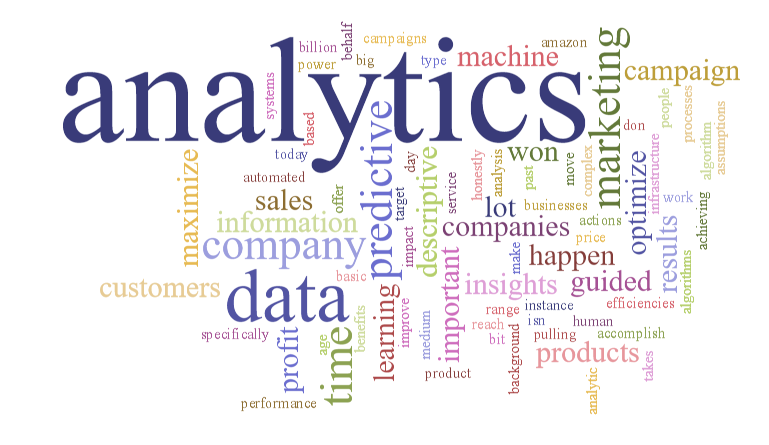 behalf
billion
campaigns
power
big
type
machine
amazon
marketing
campaign
analytics
systems
based
today
predictive
don
people
processes
algorithm
assumptions
infrastructure
maximize
automated
sales
offer
target
day
descriptive
service
honestly
analysis
won
past
move
complex
optimize
work
achieving
information
company
impact
lot
businesses
companies
actions
price
results
customers
data
basic
important
insights
make
happen
guided
algorithms
specifically
profit
age
time
benefits
learning
improve
medium
range
reach
bit
instance
isn
human
efficiencies
background
pulling
accomplish
product
products
analytic
takes
performance